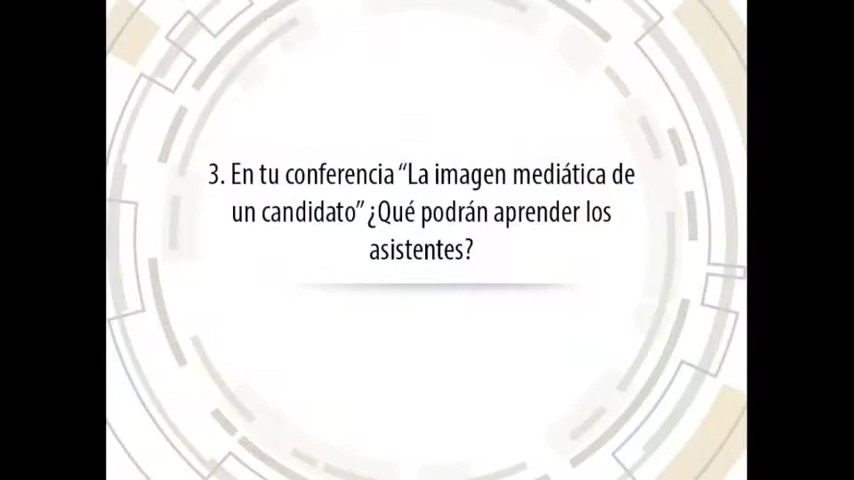 3. En tu conferencia “La imagen mediática de
un candidato” ¿Qué podrán aprender los
asistentes?